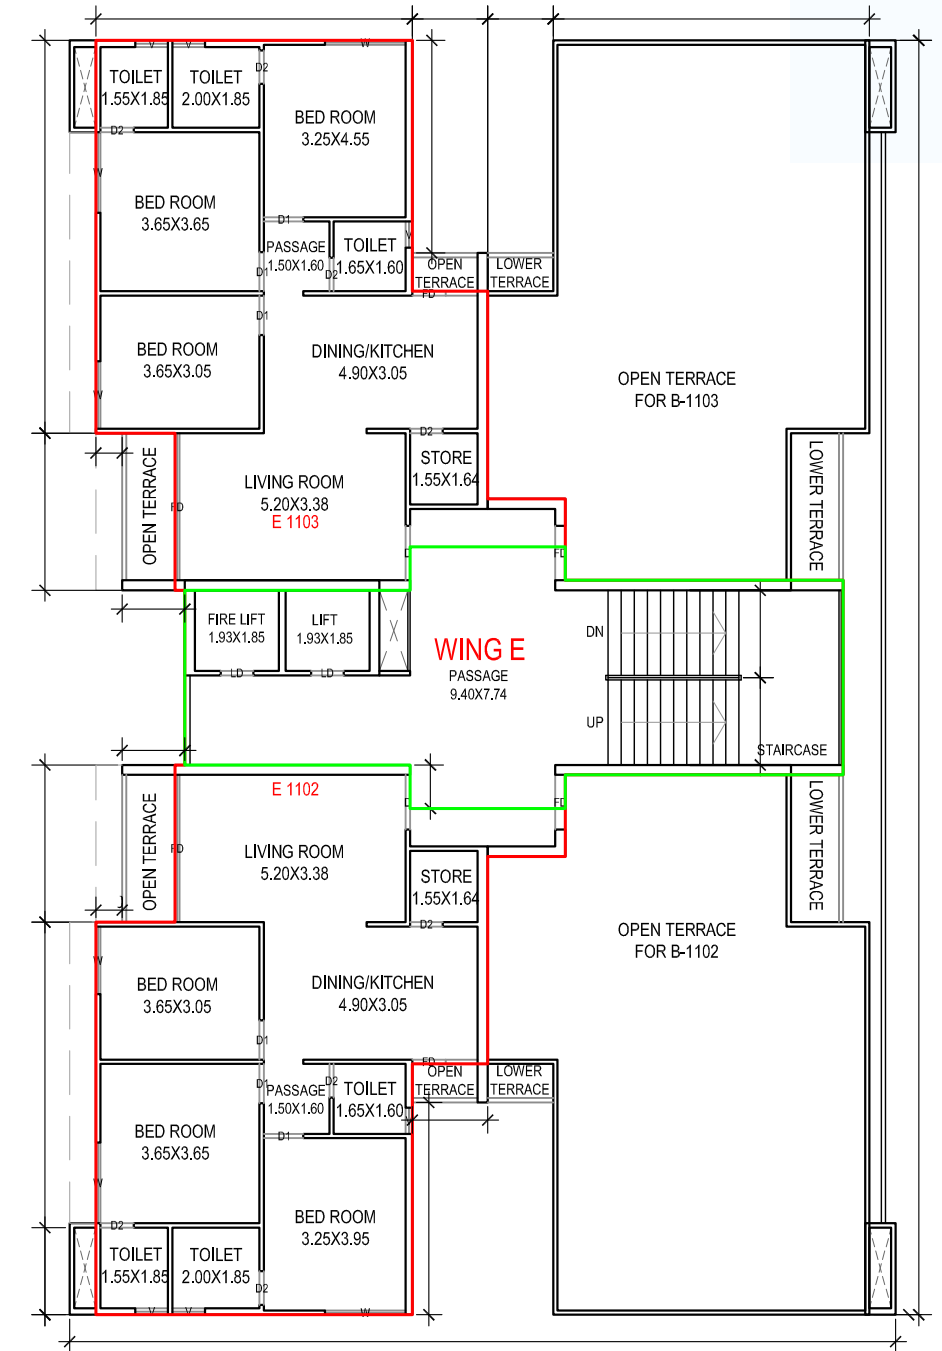 V
V
W
TOILET
1.55X1.85
TOILET
2.00X1.85
D2
BED ROOM
3.25X4.55
D2
W
BED ROOM
3.65X3.65
D1
PASSAGE
1.50X1.60
TOILET
1.65X1.60
V
D1
D2
OPEN
TERRACE
LOWER
TERRACE
FD
D1
BED ROOM
3.65X3.05
DINING/KITCHEN
4.90X3.05
W
OPEN TERRACE
FOR B-1103
D2
STORE
1.55X1.64
OPEN TERRACE
FD
LIVING ROOM
5.20X3.38
E 1103
LOWER TERRACE
D
FD
FIRE LIFT
1.93X1.85
LIFT
1.93X1.85
LD
LD
WING E
PASSAGE
9.40X7.74
DN
UP
STAIRCASE
E 1102
D
FD
OPEN TERRACE
FD
LIVING ROOM
5.20X3.38
LOWER TERRACE
STORE
1.55X1.64
D2
OPEN TERRACE
FOR B-1102
W
BED ROOM
3.65X3.05
DINING/KITCHEN
4.90X3.05
D1
FD
OPEN
TERRACE
LOWER
TERRACE
D1
PASSAGE
1.50X1.60
D2
TOILET
1.65X1.60
D1
BED ROOM
3.65X3.65
W
D2
BED ROOM
3.25X3.95
TOILET
1.55X1.85
TOILET
2.00X1.85
D2
V
V
W